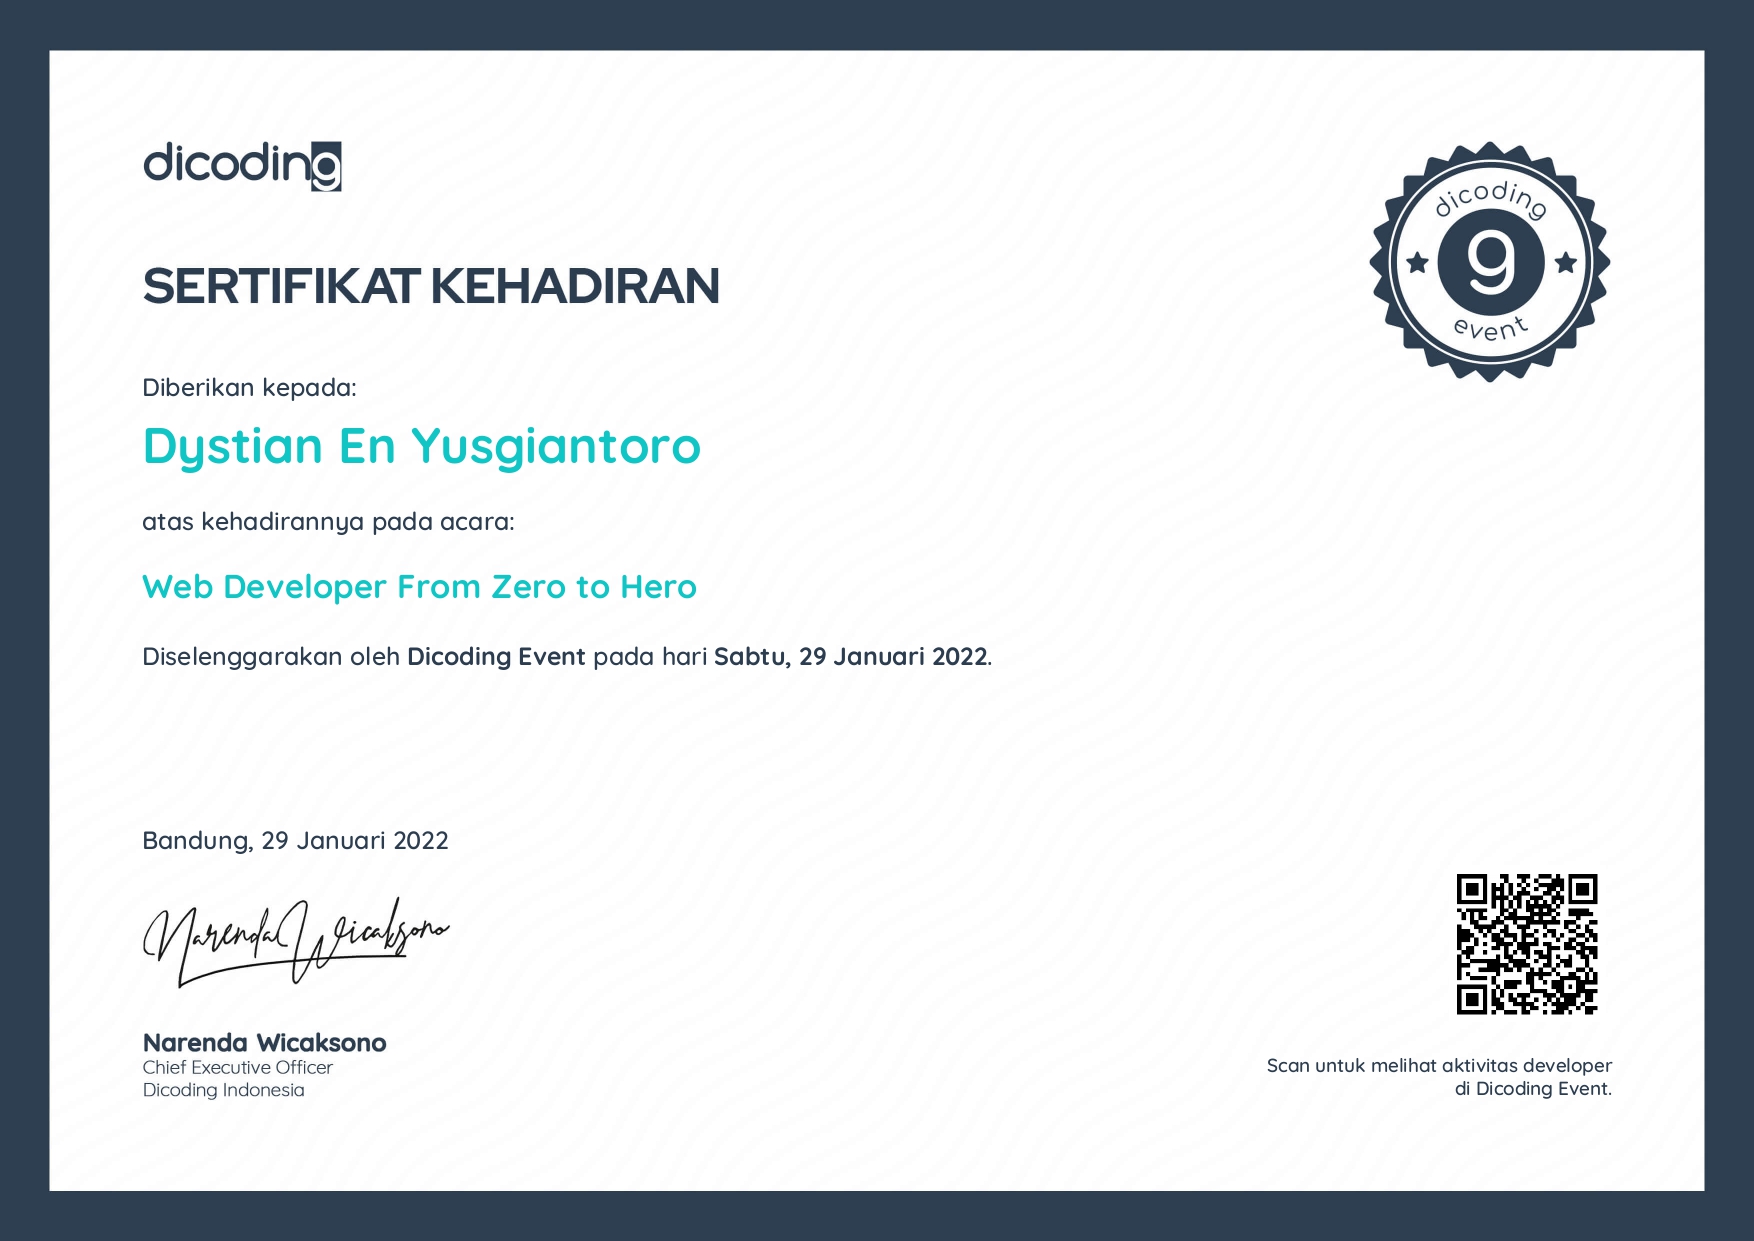 dicoding
SERTIFIKAT KEHADIRAN
dicoding
g
event
Diberikan kepada:
Dystian En Yusgiantoro
atas kehadirannya pada acara:
Web Developer From Zero to Hero
Diselenggarakan oleh Dicoding Event pada hari Sabtu, 29 Januari 2022.
Bandung, 29 Januari 2022
Narenda Wicaksono
Narenda Wicaksono
Chief Executive Officer
Dicoding Indonesia
Scan untuk melihat aktivitas developer
di Dicoding Event.